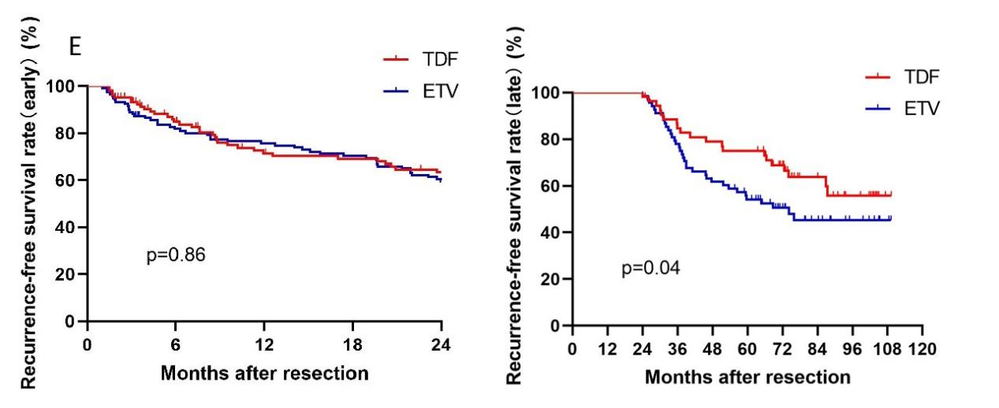 E
Recurrence-free survival rate（early）(%)
100
80
60
40
20
0
0 6 12 18 24
Months after resection
TDF
ETV
p=0.86
Recurrence-free survival rate（late）(%)
100
80
60
40
20
0
0 12 24 36 48 60 72 84 96 108 120
Months after resection
TDF
ETV
p=0.04